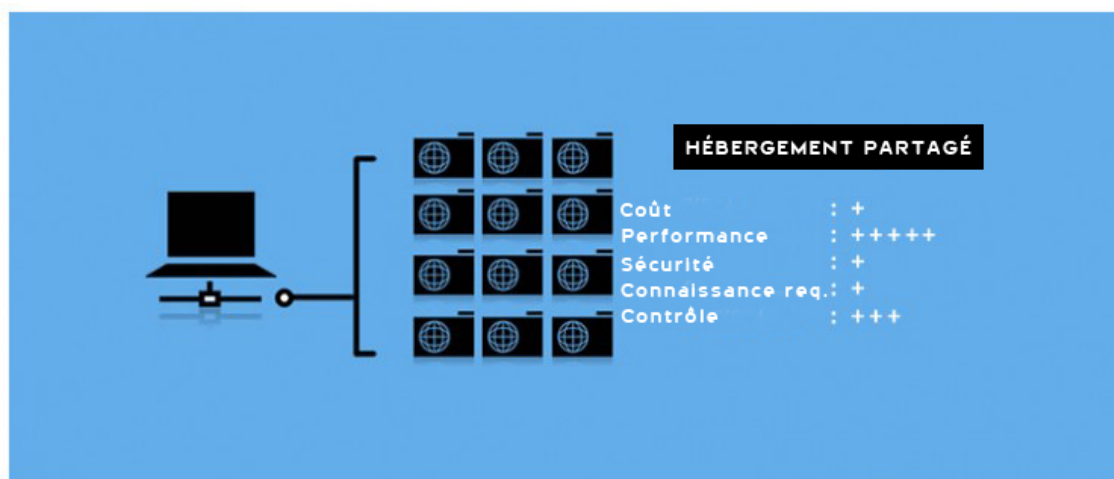 HÉBERGEMENT PARTAGÉ
Coût : +
Performance : +++++
Sécurité : +
Connaissance req.: +
Contrôle : +++